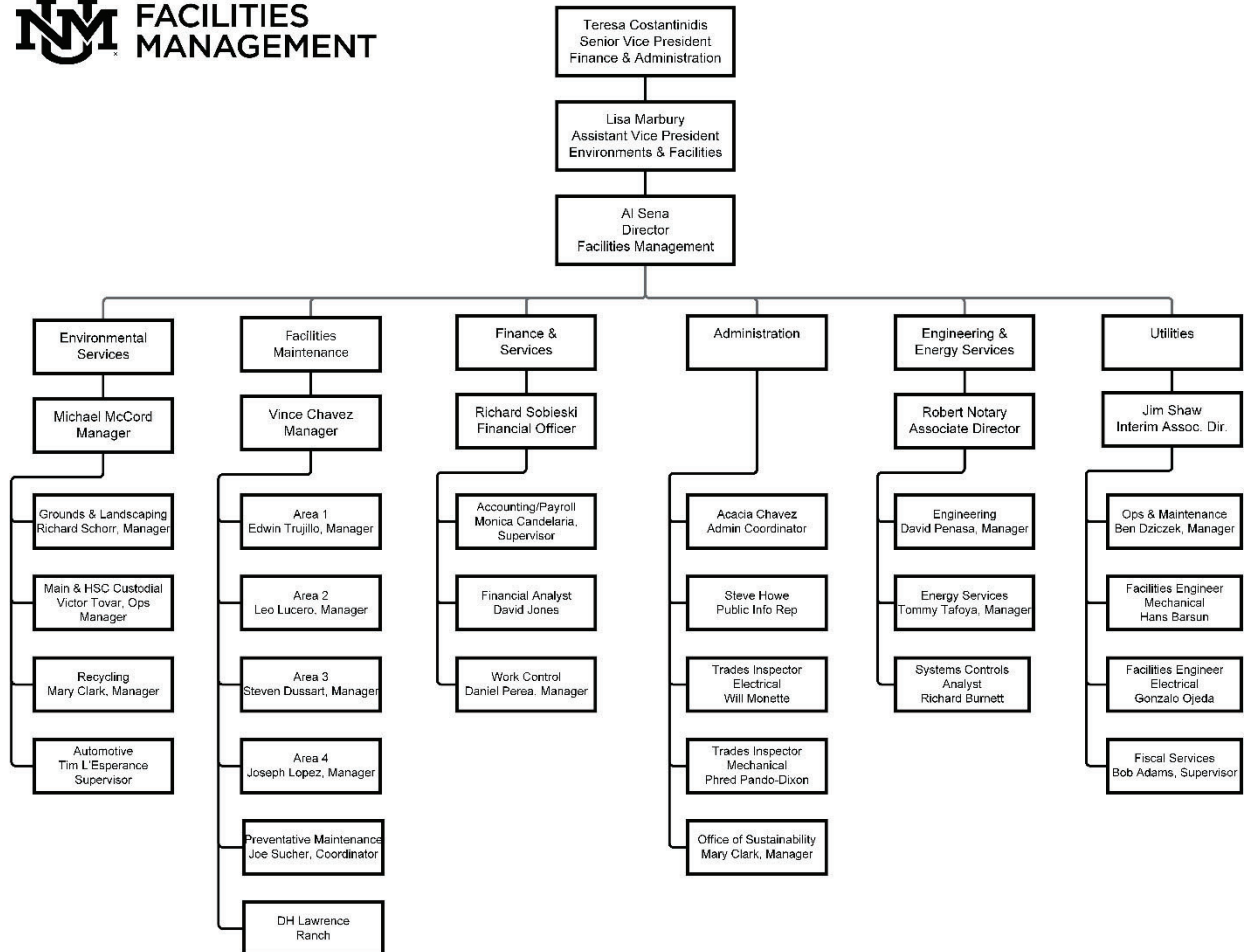 UNM
FACILITIES
MANAGEMENT
Teresa Costantinidis
Senior Vice President
Finance & Administration
Lisa Marbury
Assistant Vice President
Environments & Facilities
Al Sena
Director
Facilities Management
Environmental
Services
Michael McCord
Manager
Grounds & Landscaping
Richard Schorr, Manager
Main & HSC Custodial
Victor Tovar, Ops
Manager
Recycling
Mary Clark, Manager
Automotive
Tim L'Esperance
Supervisor
Facilities
Maintenance
Vince Chavez
Manager
Area 1
Edwin Trujillo, Manager
Area 2
Leo Lucero, Manager
Area 3
Steven Dussart, Manager
Area 4
Joseph Lopez, Manager
Preventative Maintenance
Joe Sucher, Coordinator
DH Lawrence
Ranch
Finance &
Services
Richard Sobieski
Financial Officer
Accounting/Payroll
Monica Candelaria,
Supervisor
Financial Analyst
David Jones
Work Control
Daniel Perea. Manager
Administration
Acacia Chavez
Admin Coordinator
Steve Howe
Public Info Rep
Trades Inspector
Electrical
Will Monette
Trades Inspector
Mechanical
Phred Pando-Dixon
Office of Sustainability
Mary Clark, Manager
Engineering &
Energy Services
Robert Notary
Associate Director
Engineering
David Penasa, Manager
Energy Services
Tommy Tafoya, Manager
Systems Controls
Analyst
Richard Burnett
Utilities
Jim Shaw
Interim Assoc. Dir.
Ops & Maintenance
Ben Dziczek, Manager
Facilities Engineer
Mechanical
Hans Barsun
Facilities Engineer
Electrical
Gonzalo Ojeda
Fiscal Services
Bob Adams, Supervisor